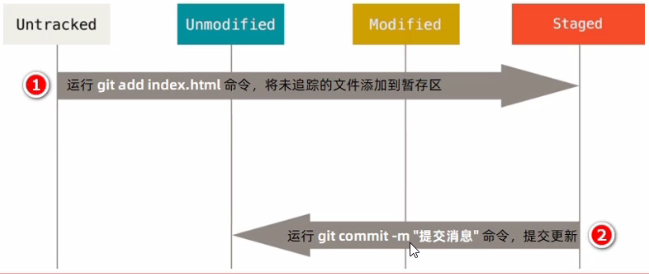 Untracked Unmodified Modified Staged
1 运行 git add index.html 命令，将未追踪的文件添加到暂存区
运行 git commit -m "提交消息" 命令，提交更新 2